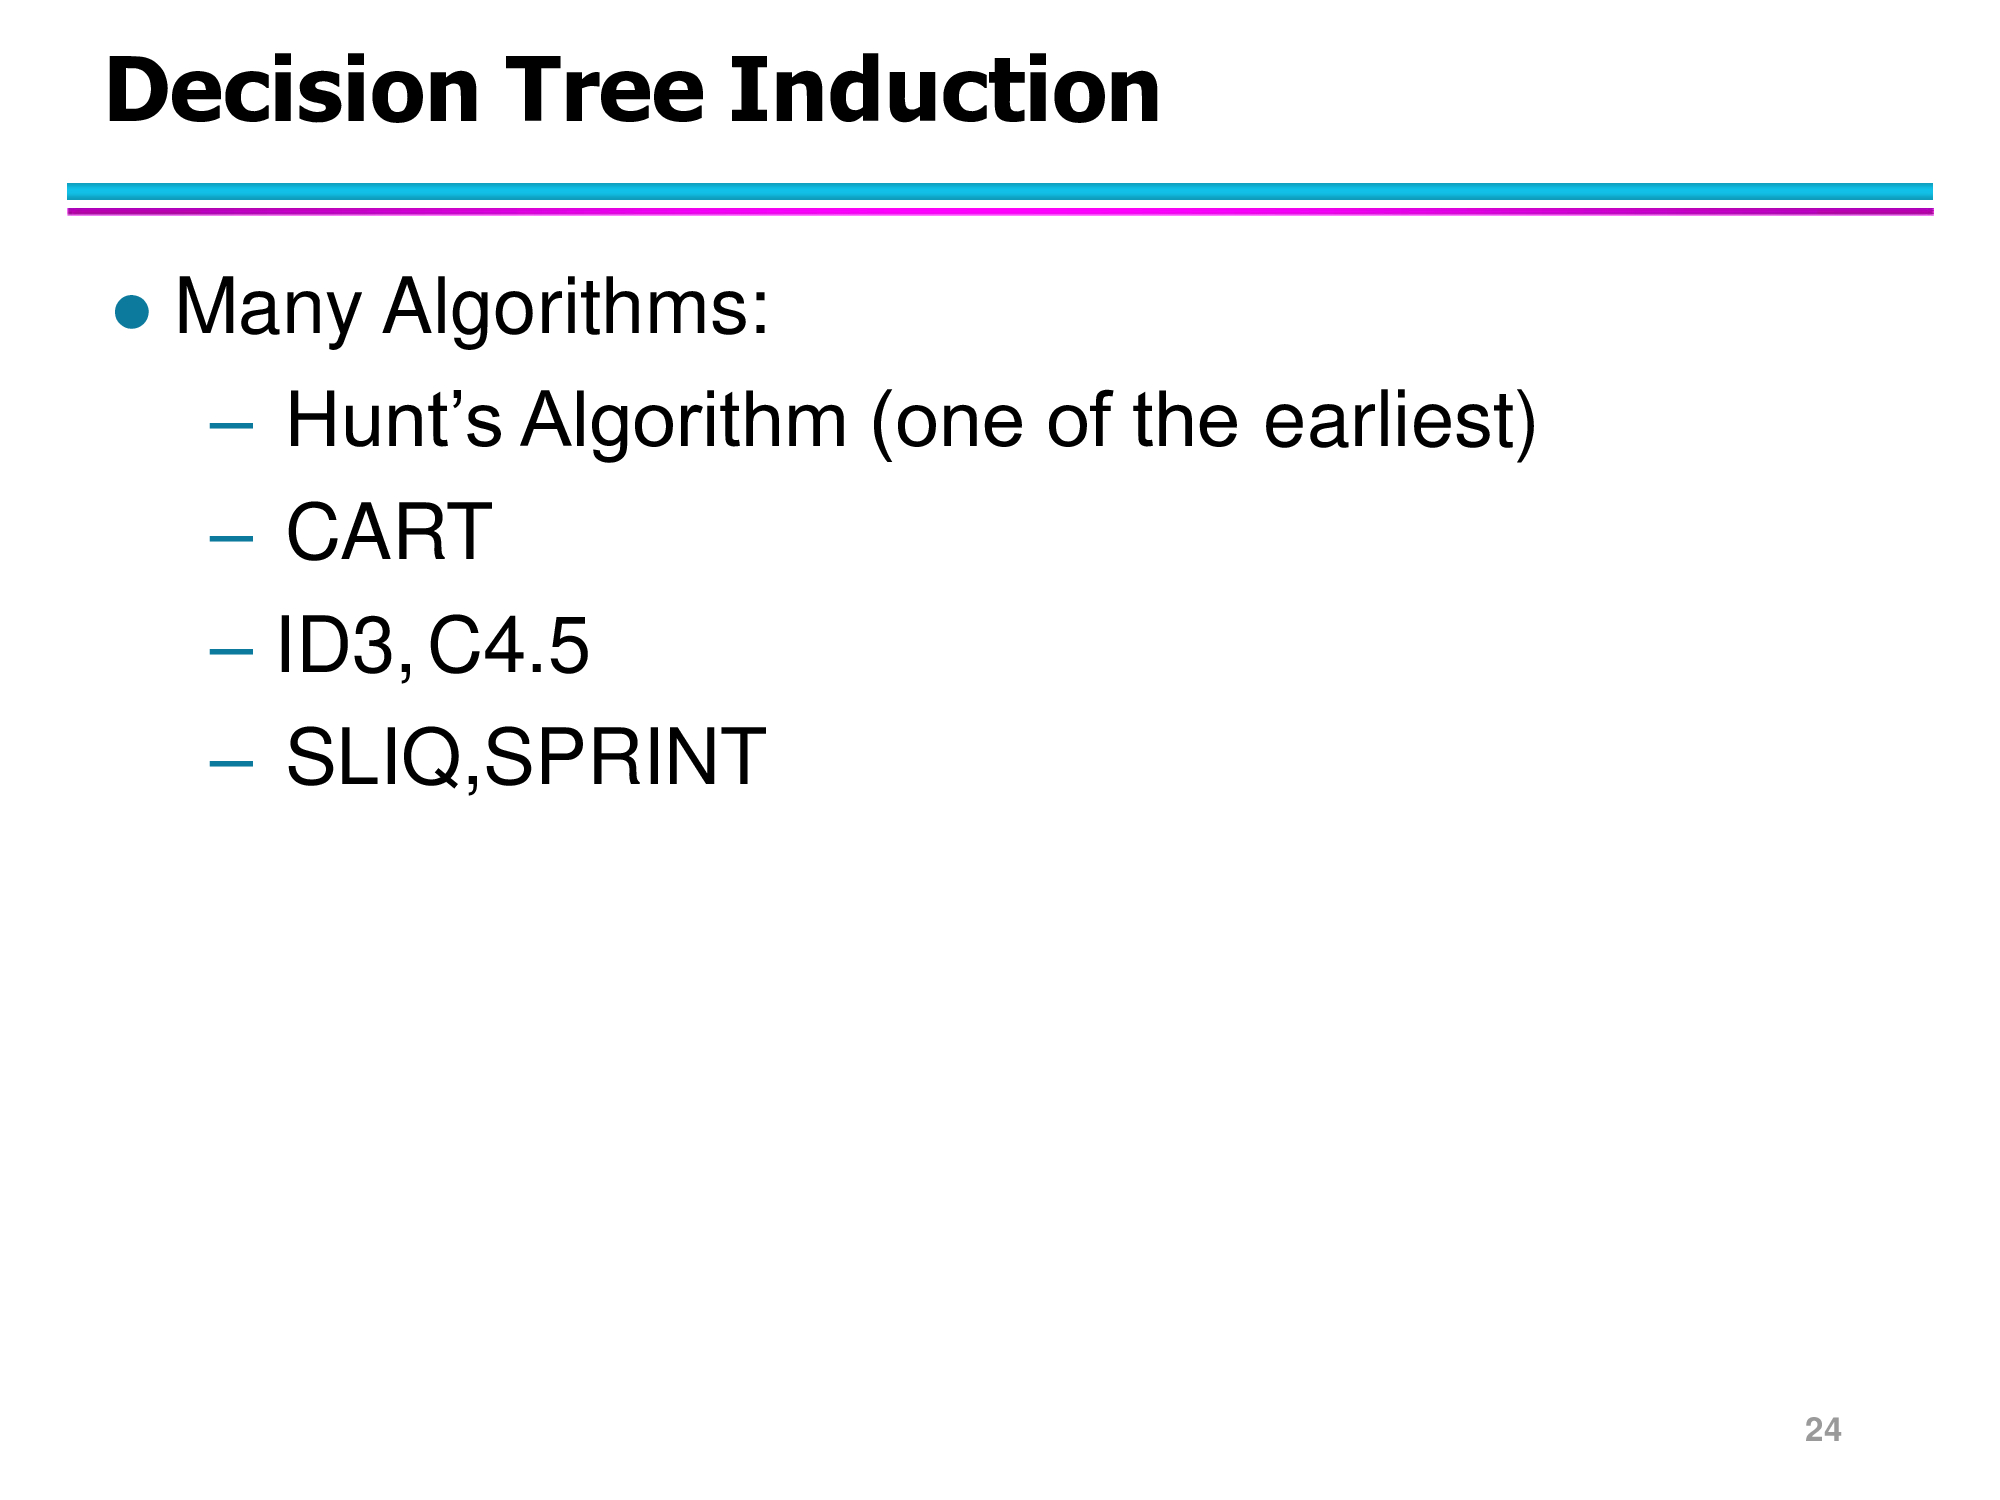 Decision Tree Induction
● Many Algorithms:
– Hunt’s Algorithm (one of the earliest)
– CART
– ID3, C4.5
– SLIQ,SPRINT
24